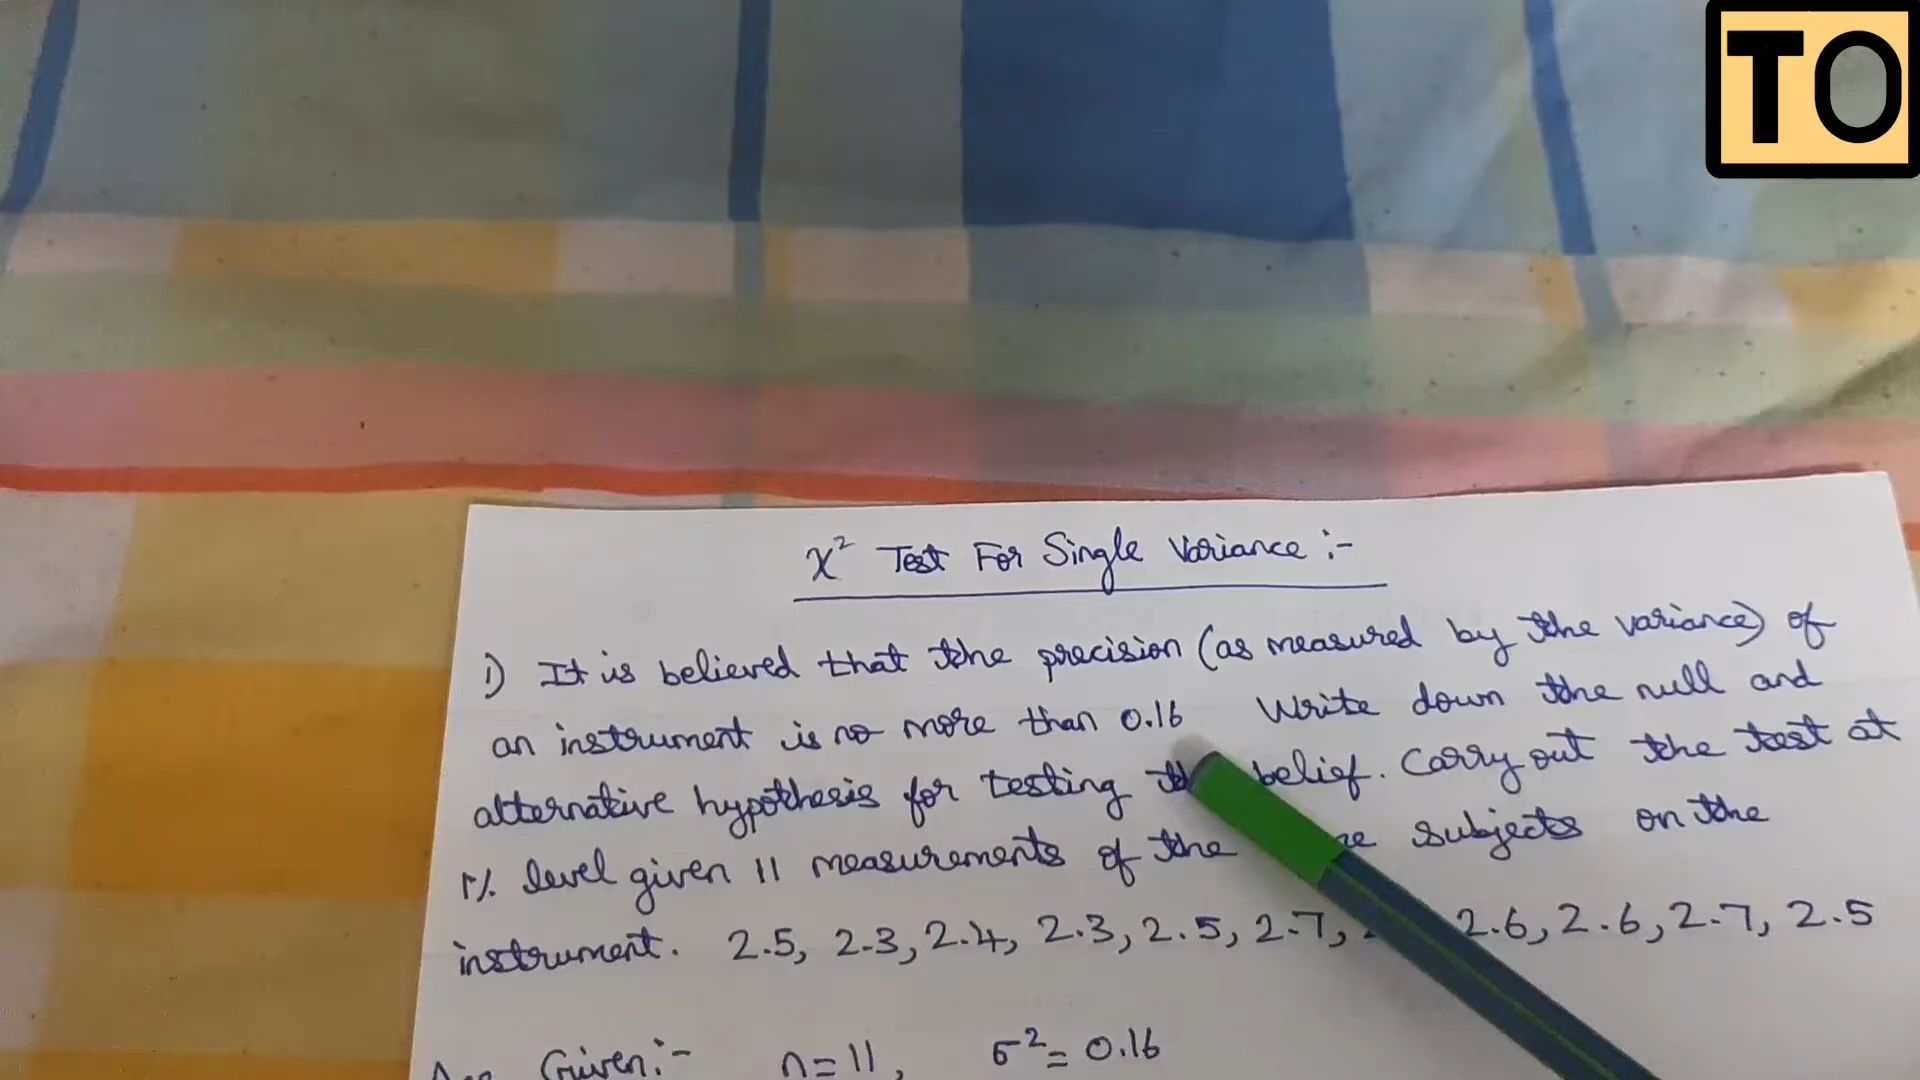 TO
χ² Test For Single Variance :-
1) It is believed that the precision (as measured by the variance) of
an instrument is no more than 0.16 Write down the null and
alternative hypothesis for testing belief. Carry out the test at
1% level given 11 measurements of the subjects on the
instrument. 2.5, 2.3, 2.4, 2.3, 2.5, 2.7, 2.6, 2.6, 2.7, 2.5
Given:- n = 11, σ² = 0.16